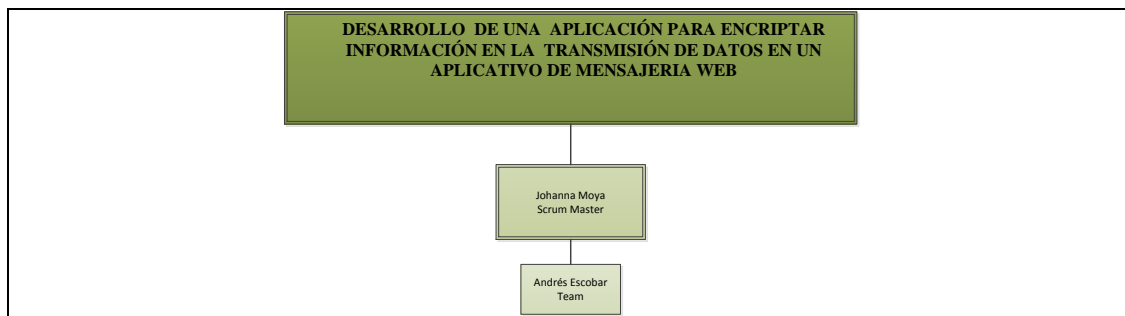 DESARROLLO DE UNA APLICACIÓN PARA ENCRIPTAR
INFORMACIÓN EN LA TRANSMISIÓN DE DATOS EN UN
APLICATIVO DE MENSAJERIA WEB
Johanna Moya
Scrum Master
Andrés Escobar
Team